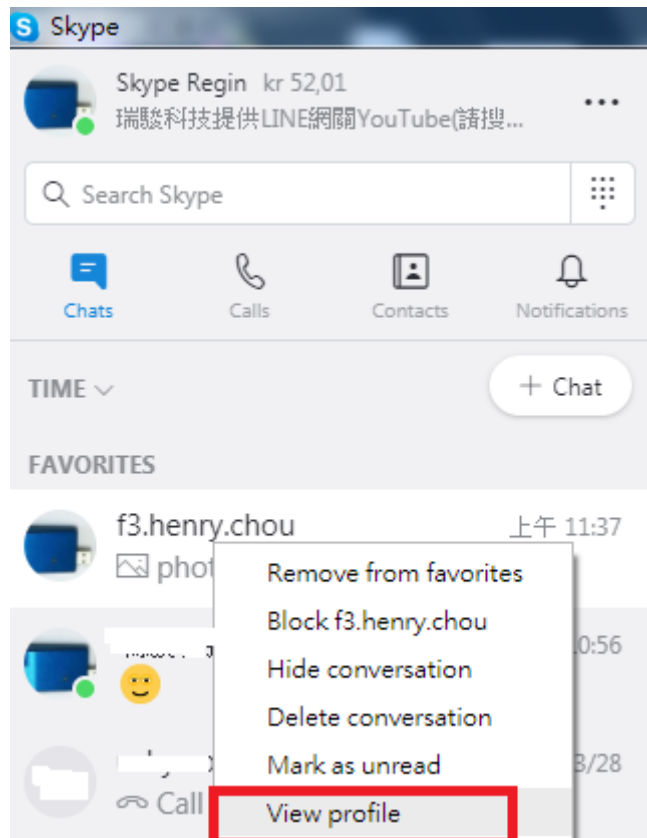 Skype
Skype Regin kr 52,01
瑞駿科技提供LINE網關YouTube(請搜...
Search Skype
Chats Calls Contacts Notifications
TIME
+ Chat
FAVORITES
f3.henry.chou 上午 11:37
phot
Remove from favorites
Block f3.henry.chou
0:56
Hide conversation
Delete conversation
Mark as unread
3/28
Call
View profile